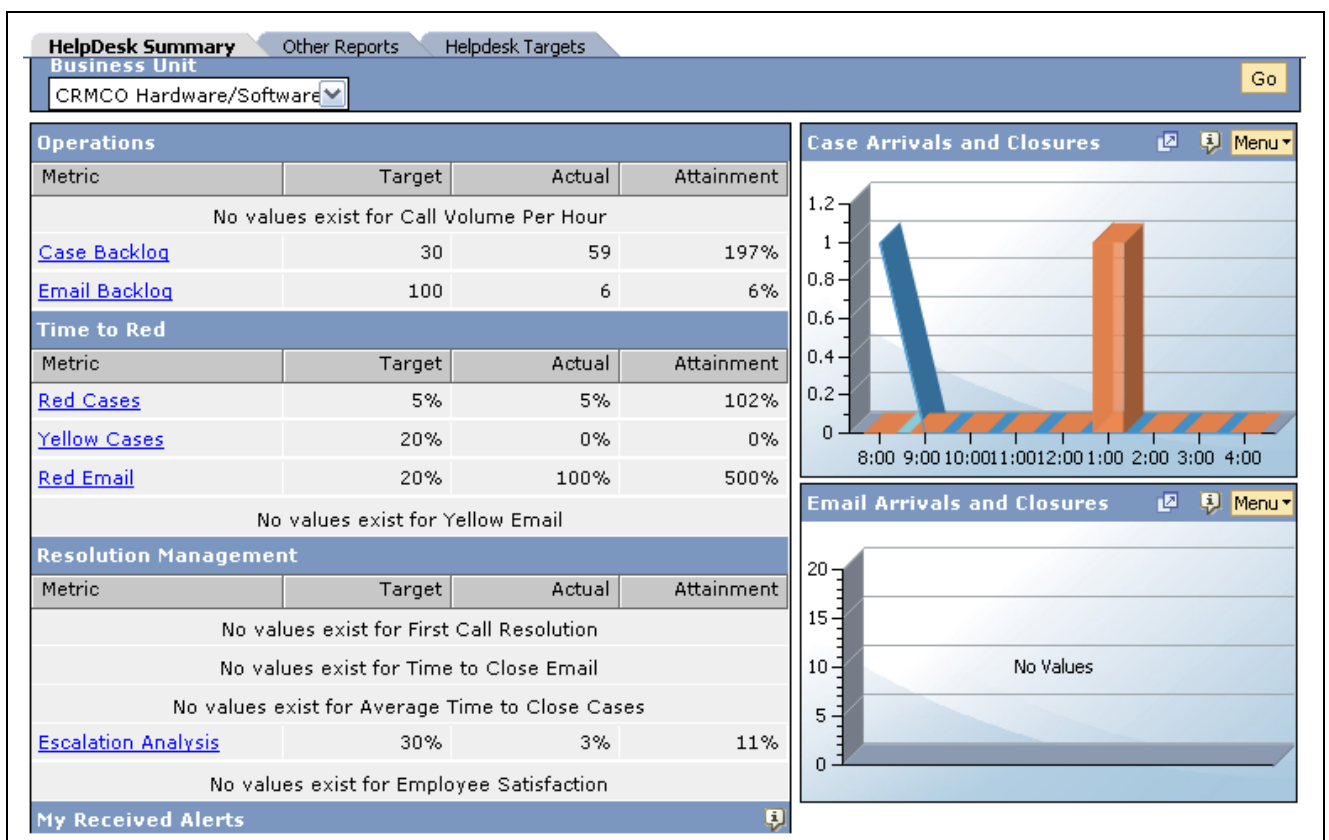 HelpDesk Summary Other Reports Helpdesk Targets
Business Unit
CRMCO Hardware/Software
Go
Operations
Metric Target Actual Attainment
No values exist for Call Volume Per Hour
Case Backlog 30 59 197%
Email Backlog 100 6 6%
Time to Red
Metric Target Actual Attainment
Red Cases 5% 5% 102%
Yellow Cases 20% 0% 0%
Red Email 20% 100% 500%
No values exist for Yellow Email
Resolution Management
Metric Target Actual Attainment
No values exist for First Call Resolution
No values exist for Time to Close Email
No values exist for Average Time to Close Cases
Escalation Analysis 30% 3% 11%
No values exist for Employee Satisfaction
My Received Alerts
Case Arrivals and Closures Menu
1.2
1
0.8
0.6
0.4
0.2
0
8:00 9:00 10:00 11:00 12:00 1:00 2:00 3:00 4:00
Email Arrivals and Closures Menu
20
15
10
No Values
5
0